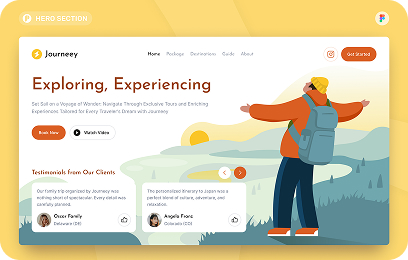 HERO SECTION
Journeey
Home Package Destinations Guide About
Get Started
Exploring, Experiencing
Set Sail on a Voyage of Wonder: Navigate Through Exclusive Tours and Enriching
Experiences Tailored for Every Traveler's Dream with Journey
Book Now
Watch Video
Testimonials from Our Clients
Our family trip organized by Journeey was
nothing short of spectacular. Every detail was
carefully planned.
Oscar Family
Delaware (DE)
The personalized itinerary to Japan was a
perfect blend of culture, adventure, and
relaxation.
Angela Franc
Colorado (CO)